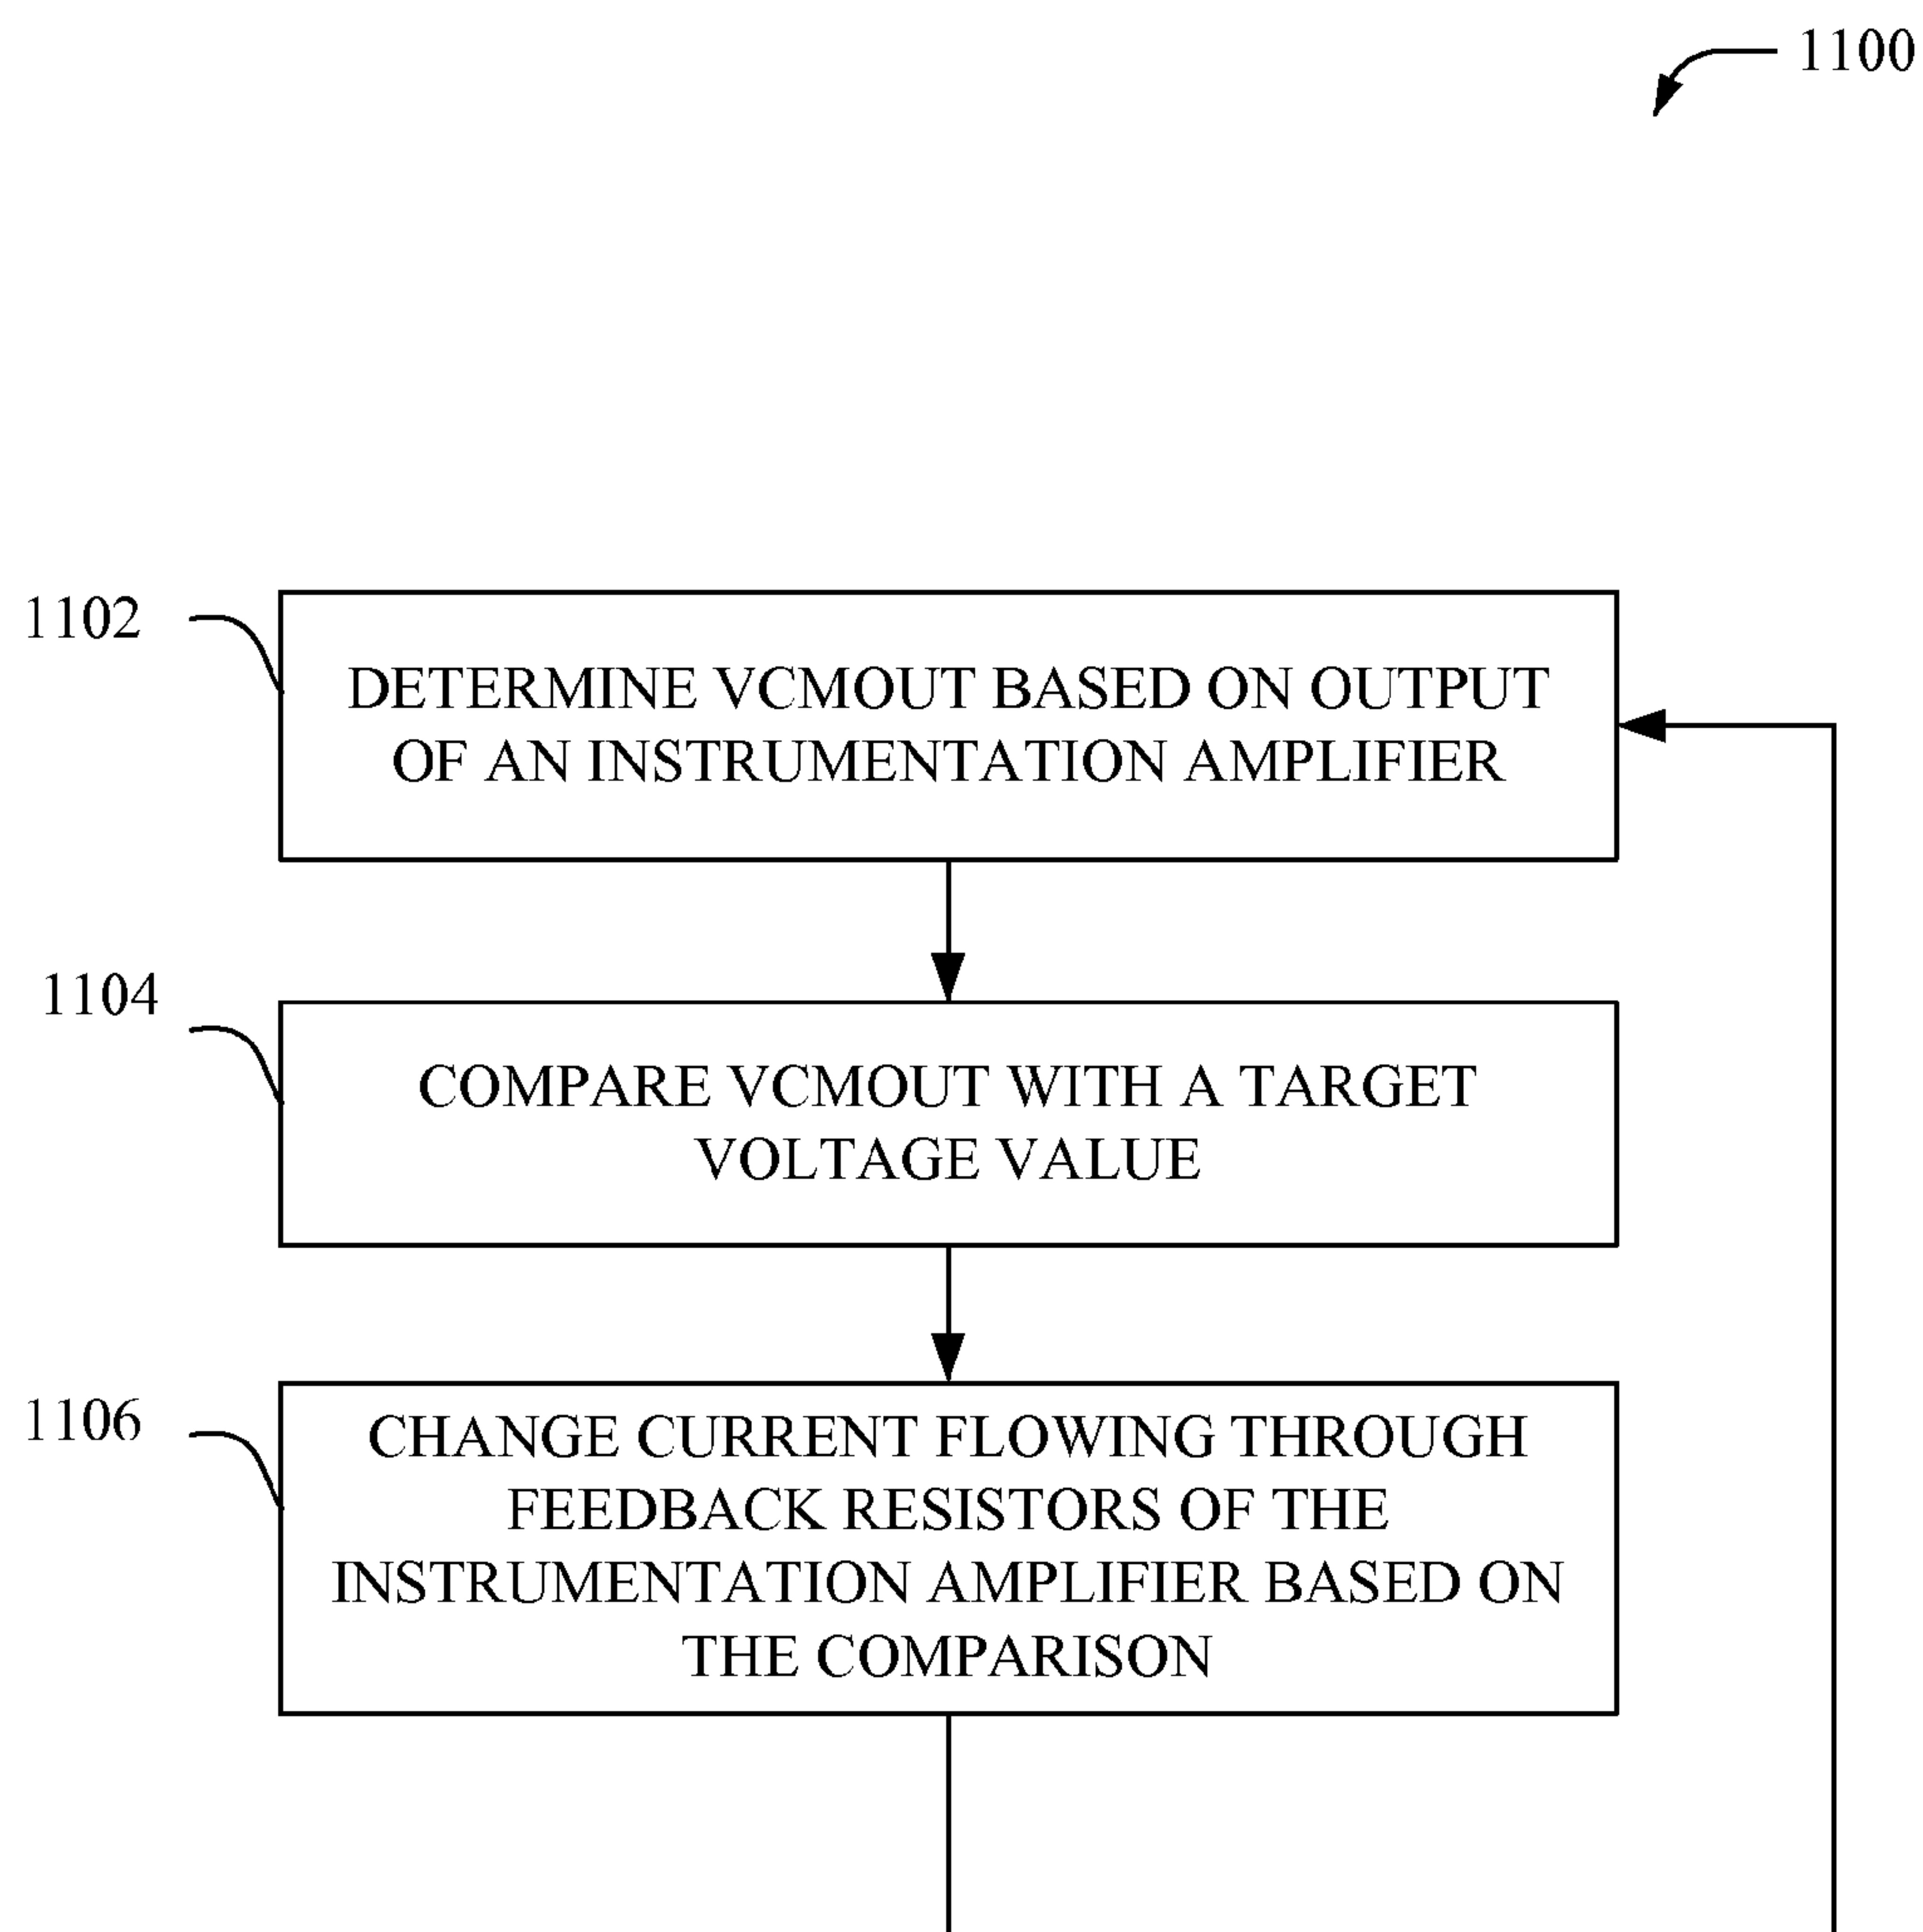 1100
1102
DETERMINE VCMOUT BASED ON OUTPUT
OF AN INSTRUMENTATION AMPLIFIER
1104
COMPARE VCMOUT WITH A TARGET
VOLTAGE VALUE
1106
CHANGE CURRENT FLOWING THROUGH
FEEDBACK RESISTORS OF THE
INSTRUMENTATION AMPLIFIER BASED ON
THE COMPARISON